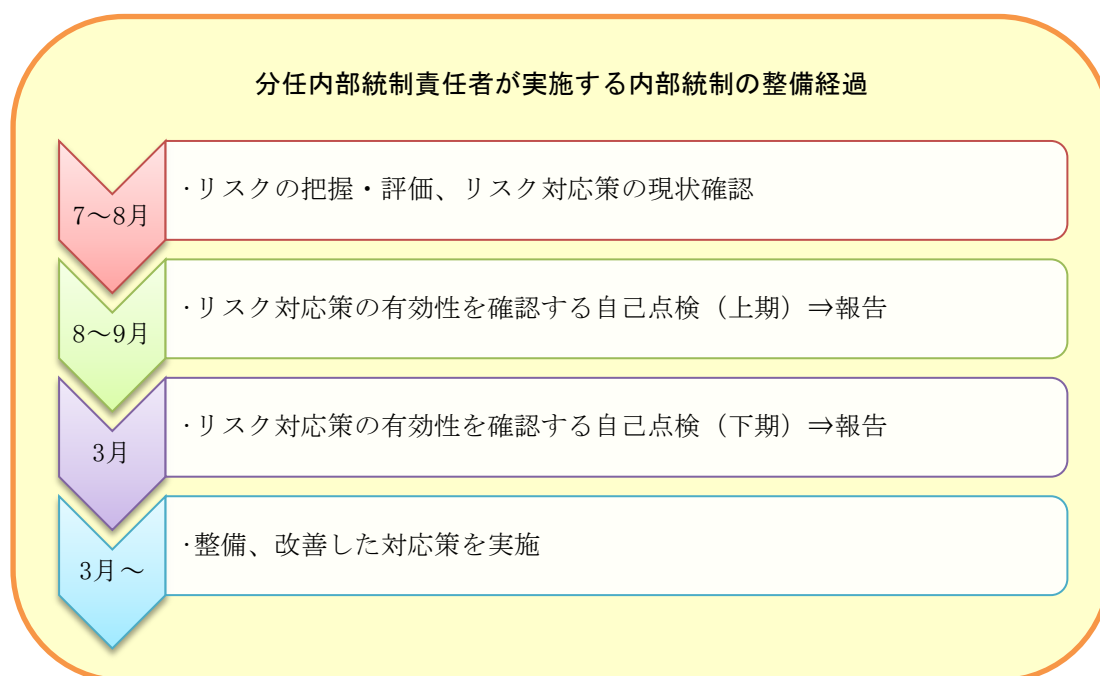 分任内部統制責任者が実施する内部統制の整備経過
7～8月
·リスクの把握・評価、リスク対応策の現状確認
8～9月
·リスク対応策の有効性を確認する自己点検（上期）⇒報告
3月
·リスク対応策の有効性を確認する自己点検（下期）⇒報告
3月～
·整備、改善した対応策を実施